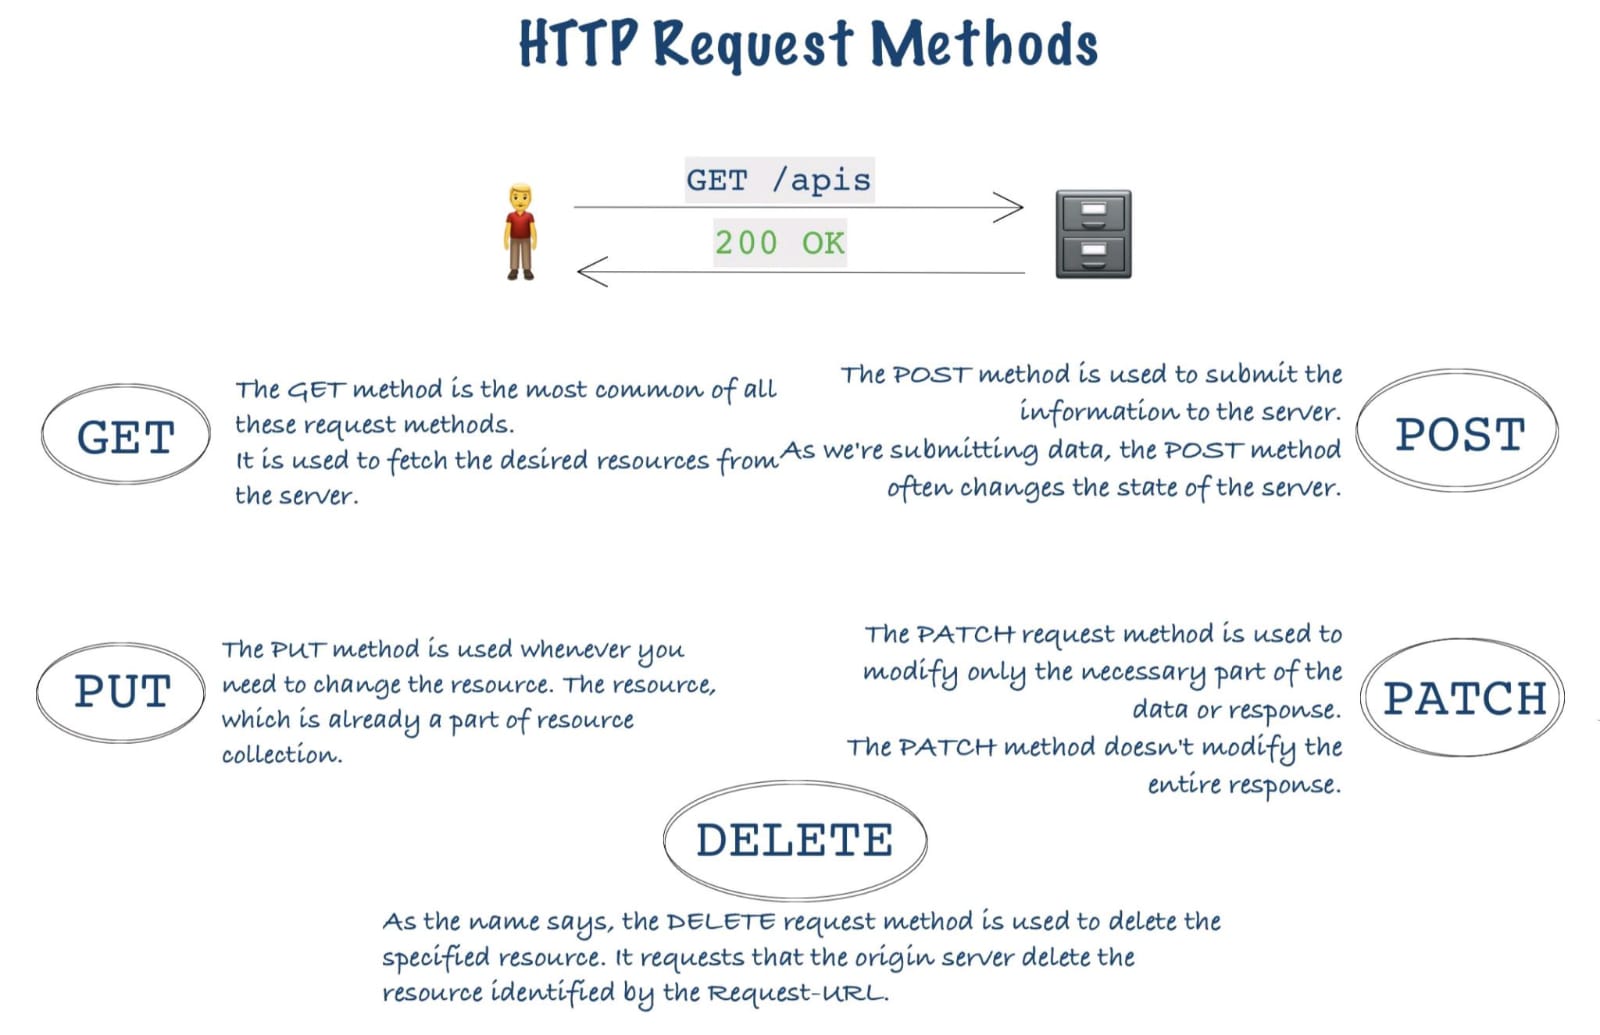 HTTP Request Methods
GET /apis
200 OK
GET
The GET method is the most common of all
these request methods.
It is used to fetch the desired resources from
the server.
The POST method is used to submit the
information to the server.
As we're submitting data, the POST method
often changes the state of the server.
POST
PUT
The PUT method is used whenever you
need to change the resource. The resource,
which is already a part of resource
collection.
The PATCH request method is used to
modify only the necessary part of the
data or response.
The PATCH method doesn't modify the
entire response.
PATCH
DELETE
As the name says, the DELETE request method is used to delete the
specified resource. It requests that the origin server delete the
resource identified by the Request-URL.